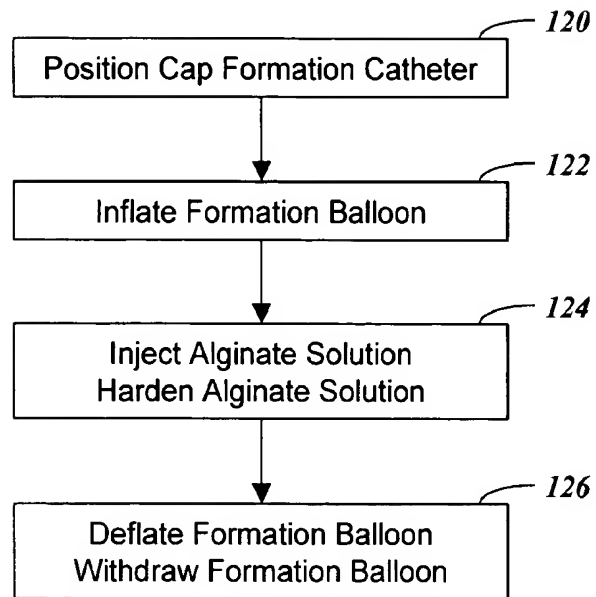 120
Position Cap Formation Catheter
122
Inflate Formation Balloon
124
Inject Alginate Solution
Harden Alginate Solution
126
Deflate Formation Balloon
Withdraw Formation Balloon